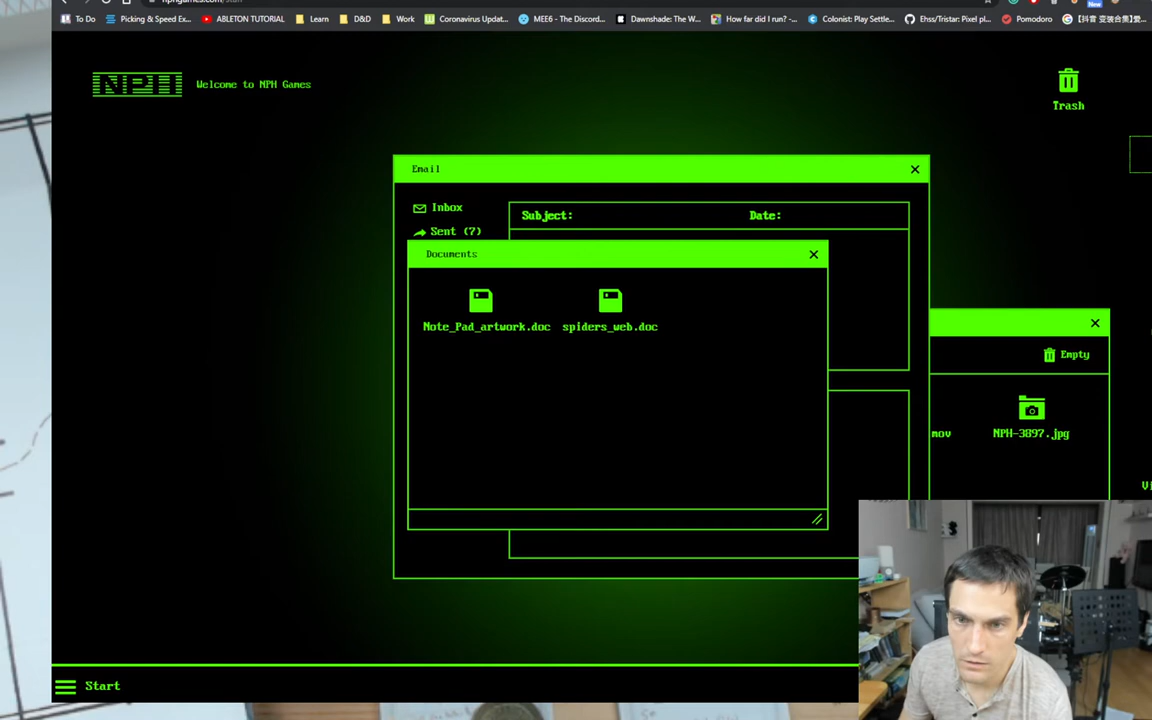 To Do
Picking & Speed Ex...
ABLETON TUTORIAL
Learn
D&D
Work
Coronavirus Updat...
MEE6 - The Discord...
Dawnshade: The W...
How far did I run? -...
Colonist: Play Settle...
Ehss/Tristar: Pixel pl...
Pomodoro
New
NPH
Welcome to NPH Games
Trash
Email
Inbox
Subject:
Date:
Sent (7)
Documents
Note_Pad_artwork.doc
spiders_web.doc
Empty
mov
NPH-3897.jpg
Start